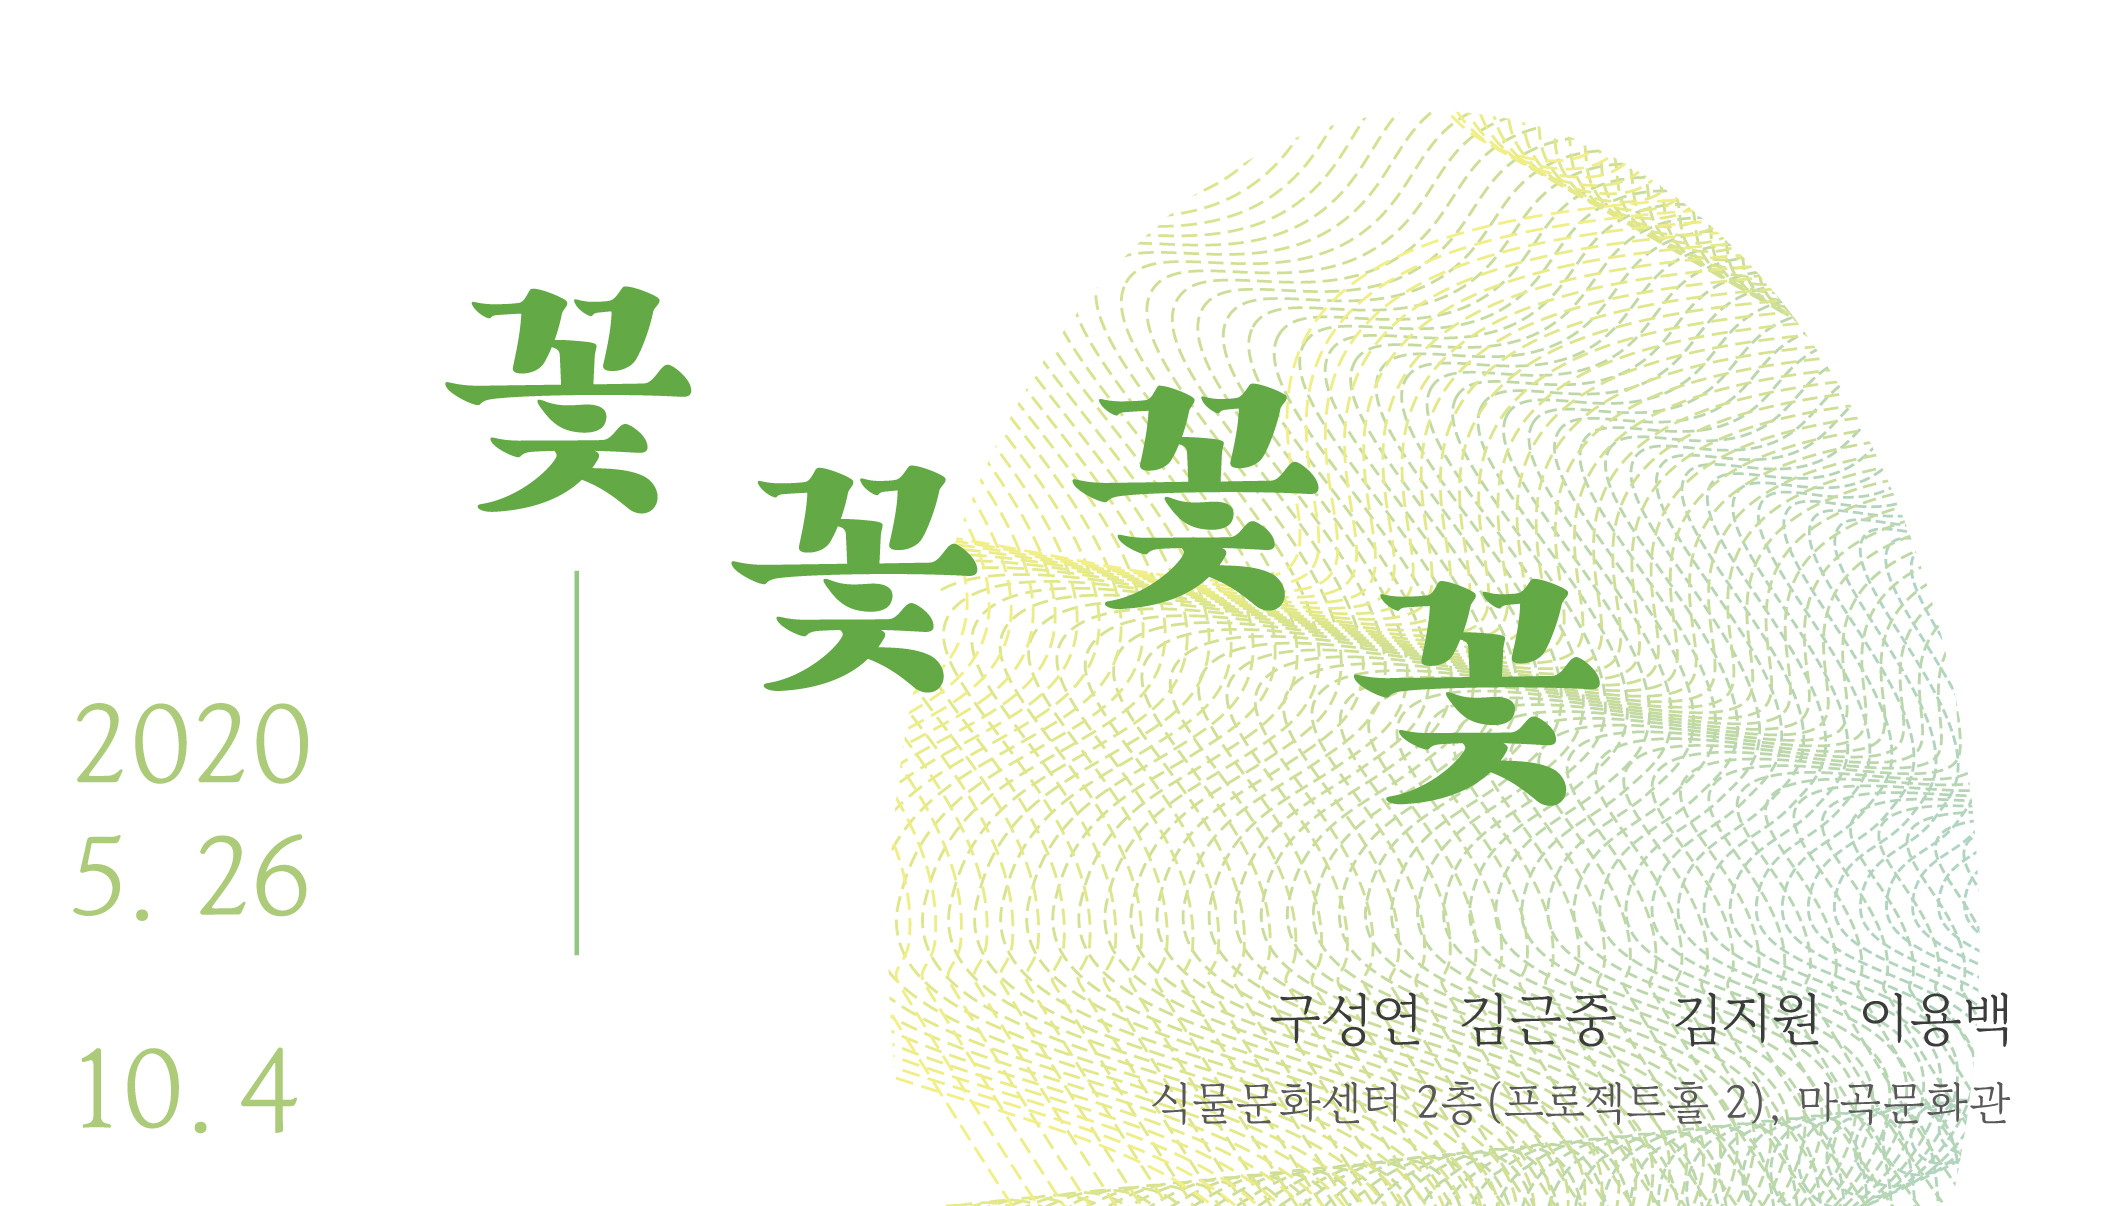 꽃
꽃
꽃
꽃
2020
5. 26
10. 4
구성연 김근중 김지원 이용백
식물문화센터 2층(프로젝트홀 2), 마곡문화관